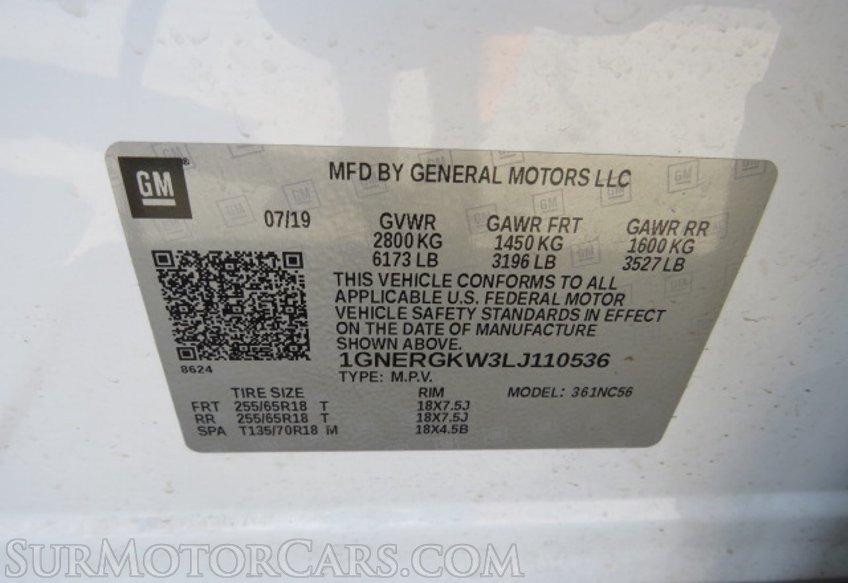 GM®
MFD BY GENERAL MOTORS LLC
07/19 GVWR GAWR FRT GAWR RR
2800 KG 1450 KG 1600 KG
6173 LB 3196 LB 3527 LB
THIS VEHICLE CONFORMS TO ALL
APPLICABLE U.S. FEDERAL MOTOR
VEHICLE SAFETY STANDARDS IN EFFECT
ON THE DATE OF MANUFACTURE
SHOWN ABOVE.
8624
1GNERGKW3LJ110536
TYPE: M.P.V.
TIRE SIZE RIM MODEL: 361NC56
FRT 255/65R18 T 18X7.5J
RR 255/65R18 T 18X7.5J
SPA T135/70R18 M 18X4.5B
SURMOTORCARS.COM